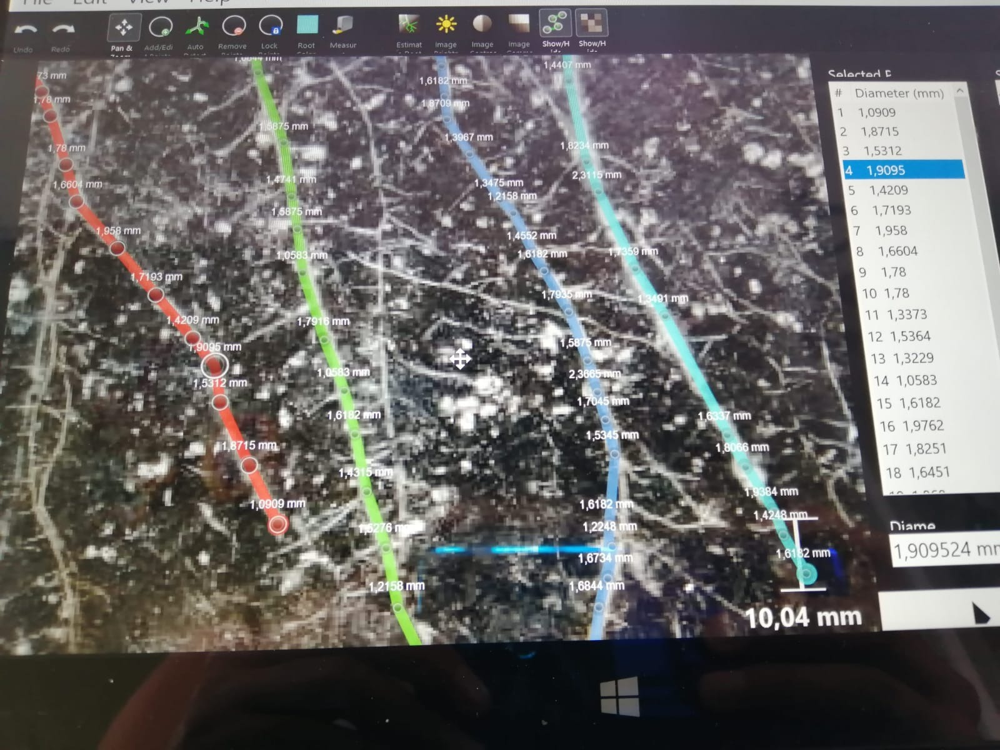 File Edit View Help
Undo Redo Pan & Zoom Add/Edi Auto Remove Lock Root Measur Estimat Image Image Image Show/H Show/H
73 mm
1,78 mm
1,78 mm
1,6604 mm
1,958 mm
1,7193 mm
1,4209 mm
1,9095 mm
1,5312 mm
1,8715 mm
1,0909 mm
1,6844 mm
1,5875 mm
1,4741 mm
1,5875 mm
1,0583 mm
1,7916 mm
1,0583 mm
1,6182 mm
1,4315 mm
1,5276 mm
1,2158 mm
1,6182 mm
1,8709 mm
1,3967 mm
1,3475 mm
1,2158 mm
1,4552 mm
1,6182 mm
1,7935 mm
1,5875 mm
2,3665 mm
1,7045 mm
1,5345 mm
1,6182 mm
1,2248 mm
1,6734 mm
1,6844 mm
1,4407 mm
1,8234 mm
2,3115 mm
1,7359 mm
1,3491 mm
1,6337 mm
1,8066 mm
1,9384 mm
1,4248 mm
1,6182 mm
10,04 mm
Selected
# Diameter (mm)
1 1,0909
2 1,8715
3 1,5312
4 1,9095
5 1,4209
6 1,7193
7 1,958
8 1,6604
9 1,78
10 1,78
11 1,3373
12 1,5364
13 1,3229
14 1,0583
15 1,6182
16 1,9762
17 1,8251
18 1,6451
Diame
1,909524 mm